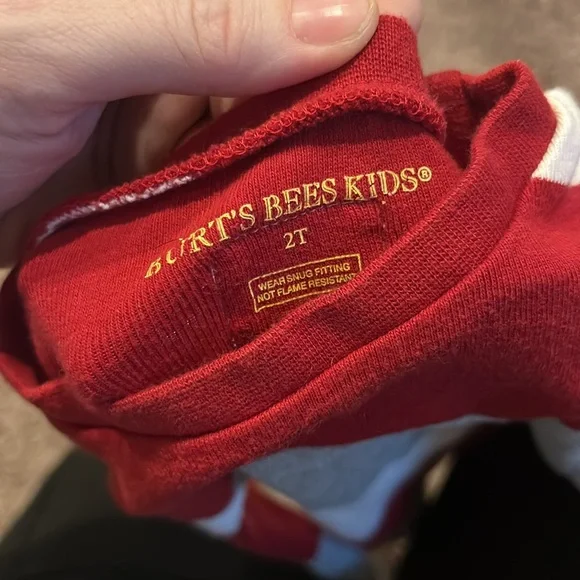 BURT'S BEES KIDS®
2T
WEAR SNUG FITTING
NOT FLAME RESISTANT